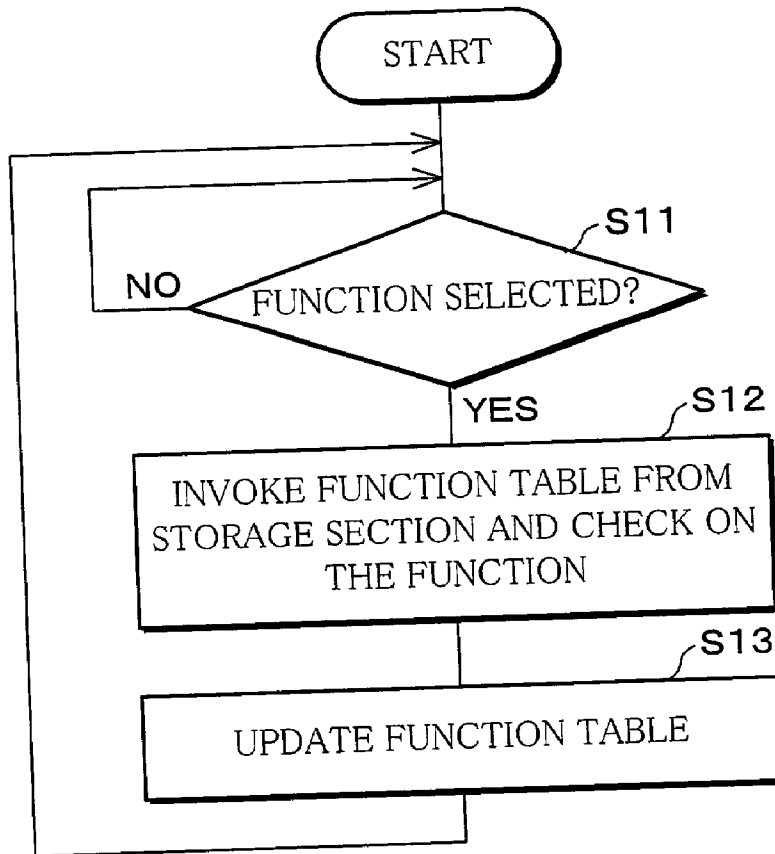 START
S11
NO
FUNCTION SELECTED?
YES
S12
INVOKE FUNCTION TABLE FROM
STORAGE SECTION AND CHECK ON
THE FUNCTION
S13
UPDATE FUNCTION TABLE